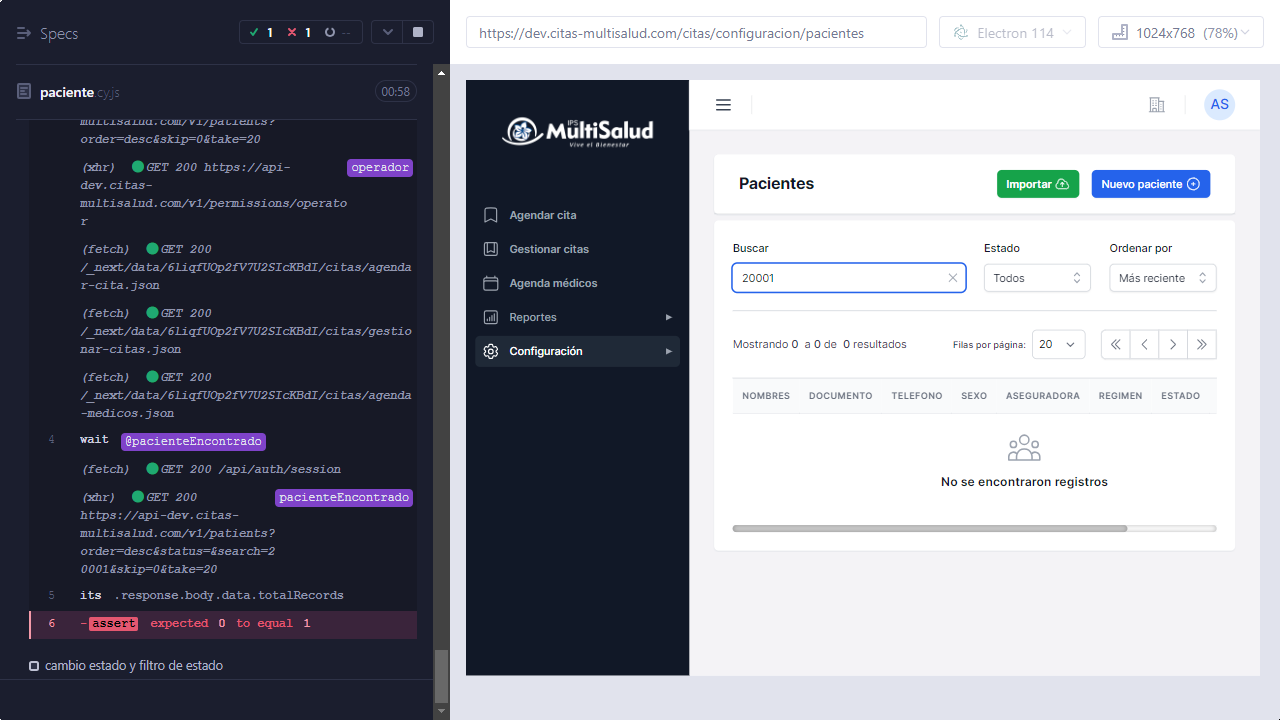 Specs
1
1
--
paciente.cy.js
00:58
multisalud.com/v1/patients?
order=desc&skip=0&take=20
(xhr) GET 200 https://api-
dev.citas-
multisalud.com/v1/permissions/operato
r
operador
(fetch) GET 200
/_next/data/6liqfUOp2fV7U2SIcKBdI/citas/agenda
r-cita.json
(fetch) GET 200
/_next/data/6liqfUOp2fV7U2SIcKBdI/citas/gestio
nar-citas.json
(fetch) GET 200
/_next/data/6liqfUOp2fV7U2SIcKBdI/citas/agenda
-medicos.json
4 wait @pacienteEncontrado
(fetch) GET 200 /api/auth/session
(xhr) GET 200
pacienteEncontrado
https://api-dev.citas-
multisalud.com/v1/patients?
order=desc&status=&search=2
0001&skip=0&take=20
5 its .response.body.data.totalRecords
6 -assert expected 0 to equal 1
cambio estado y filtro de estado
https://dev.citas-multisalud.com/citas/configuracion/pacientes
Electron 114
1024x768 (78%)
IPS
MultiSalud
Vive el Bienestar
Agendar cita
Gestionar citas
Agenda médicos
Reportes
Configuración
AS
Pacientes
Importar
Nuevo paciente
Buscar
Estado
Ordenar por
20001
Todos
Más reciente
Mostrando 0 a 0 de 0 resultados
Filas por página:
20
NOMBRES DOCUMENTO TELEFONO SEXO ASEGURADORA REGIMEN ESTADO
No se encontraron registros